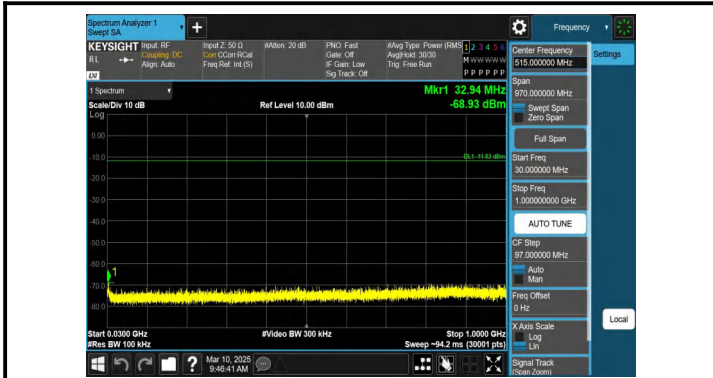 Spectrum Analyzer 1
Swept SA
Frequency
KEYSIGHT
RL
LXI
Input: RF
Coupling: DC
Align: Auto
Input Z: 50 Ω
Corr CCorr RCal
Freq Ref: Int (S)
#Atten: 20 dB
PNO: Fast
Gate: Off
IF Gain: Low
Sig Track: Off
#Avg Type: Power (RMS
Avg|Hold: 30/30
Trig: Free Run
1 2 3 4 5 6
M W W W W W
P P P P P P
Center Frequency
515.000000 MHz
Settings
1 Spectrum
Mkr1 32.94 MHz
Scale/Div 10 dB
Ref Level 10.00 dBm
-68.93 dBm
Log
0.00
-10.0
DL1 -11.83 dBm
-20.0
-30.0
-40.0
-50.0
-60.0
1
-70.0
-80.0
Start 0.0300 GHz
#Video BW 300 kHz
Stop 1.0000 GHz
#Res BW 100 kHz
Sweep ~94.2 ms (30001 pts)
Span
970.000000 MHz
Swept Span
Zero Span
Full Span
Start Freq
30.000000 MHz
Stop Freq
1.000000000 GHz
AUTO TUNE
CF Step
97.000000 MHz
Auto
Man
Freq Offset
0 Hz
X Axis Scale
Log
Lin
Signal Track
(Span Zoom)
Local
?
Mar 10, 2025
9:46:41 AM